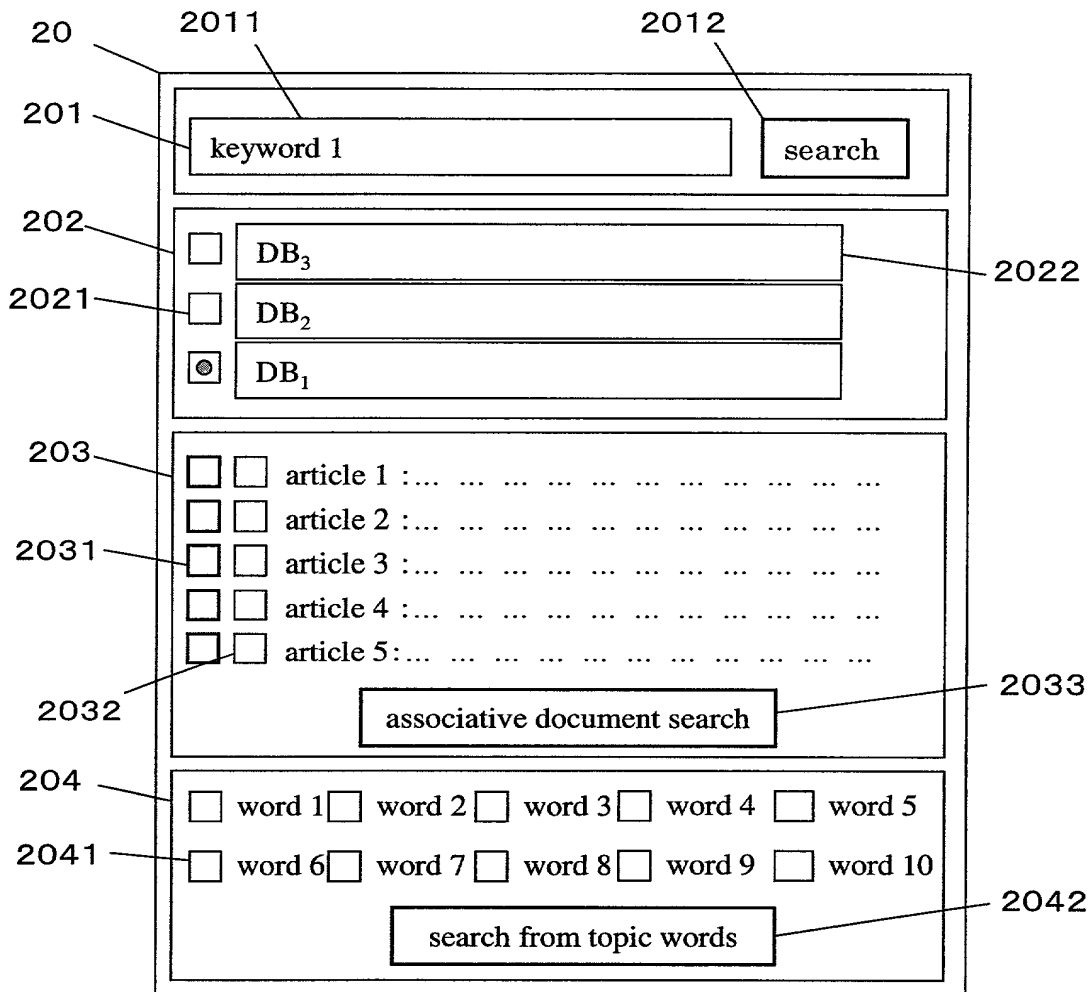 20 2011 2012
201 keyword 1 search
202 DB₃ 2022
2021 DB₂
DB₁
203 article 1 :... ... ... ... ... ... ... ... ... ... ...
article 2 :... ... ... ... ... ... ... ... ... ... ...
2031 article 3 :... ... ... ... ... ... ... ... ... ... ...
article 4 :... ... ... ... ... ... ... ... ... ... ...
article 5:... ... ... ... ... ... ... ... ... ... ...
2032 associative document search 2033
204 word 1 word 2 word 3 word 4 word 5
2041 word 6 word 7 word 8 word 9 word 10
search from topic words 2042